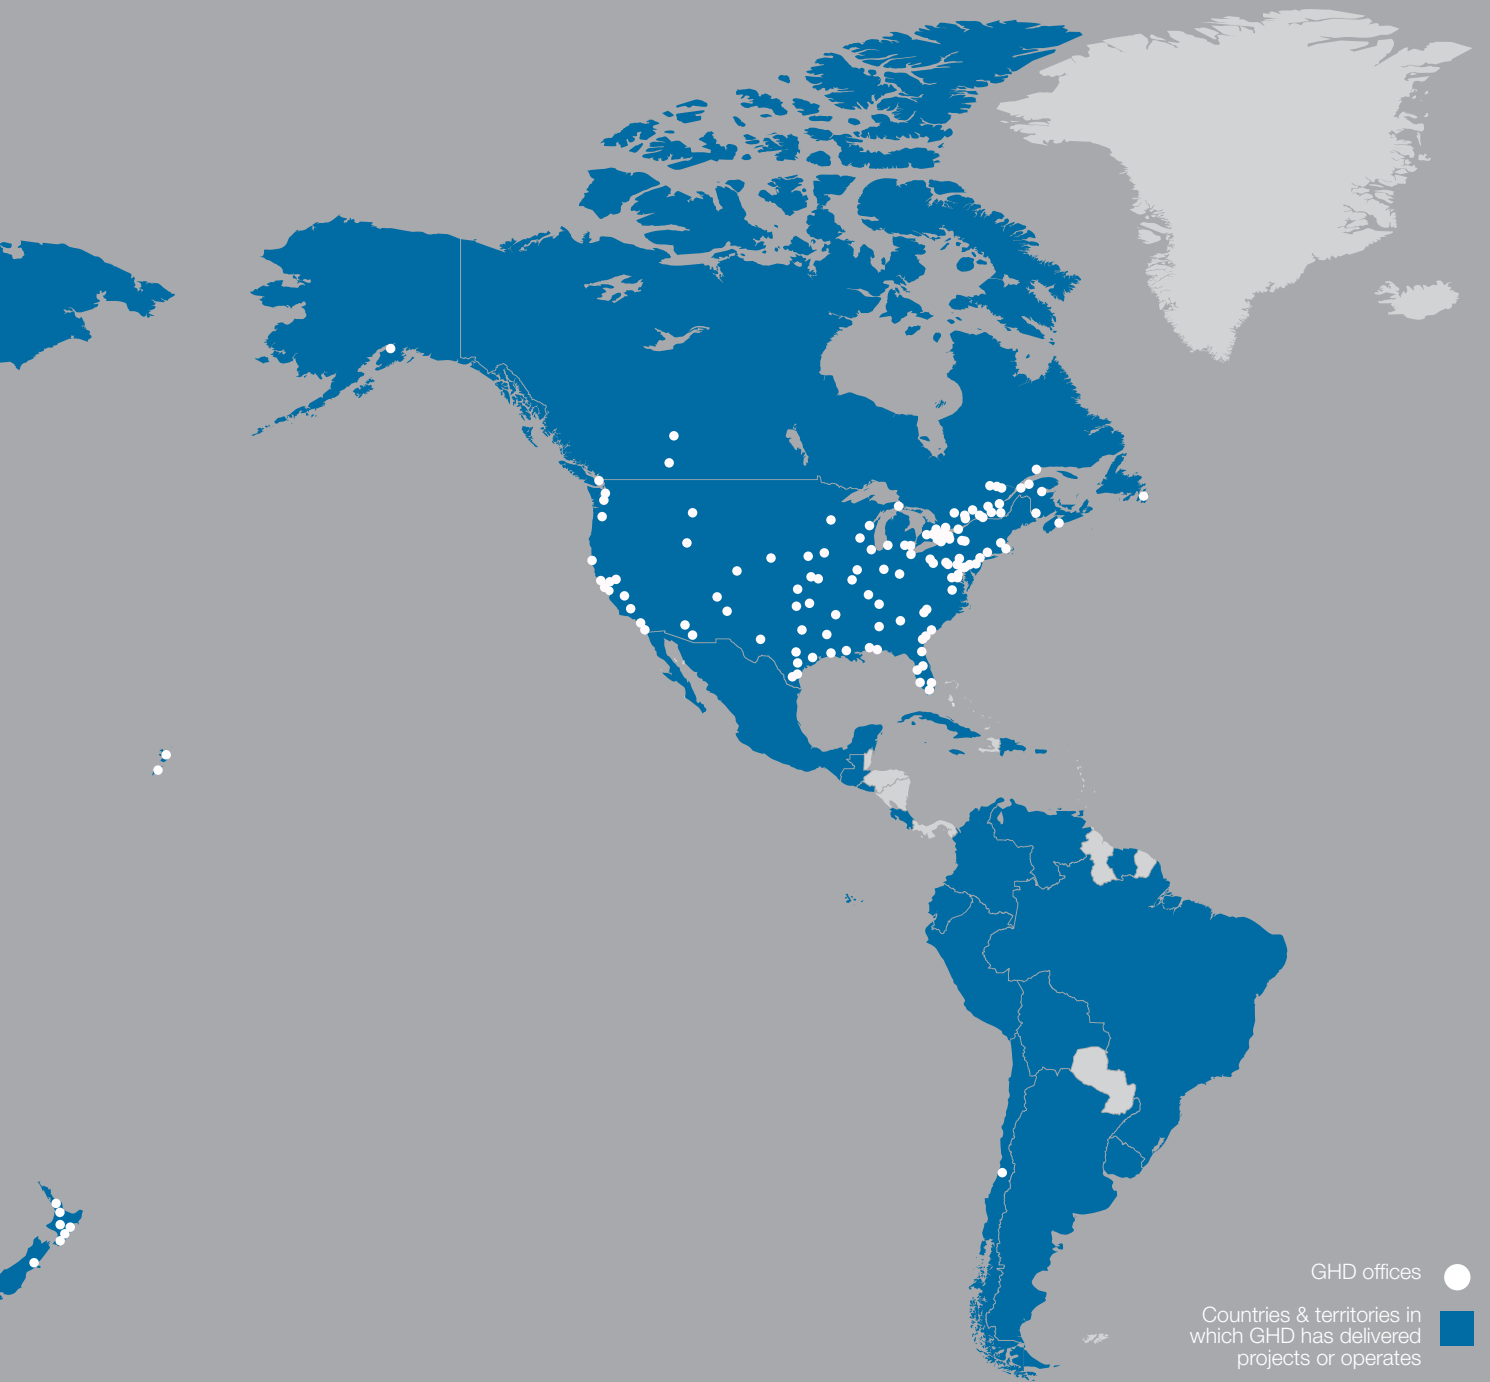 GHD offices
Countries & territories in
which GHD has delivered
projects or operates